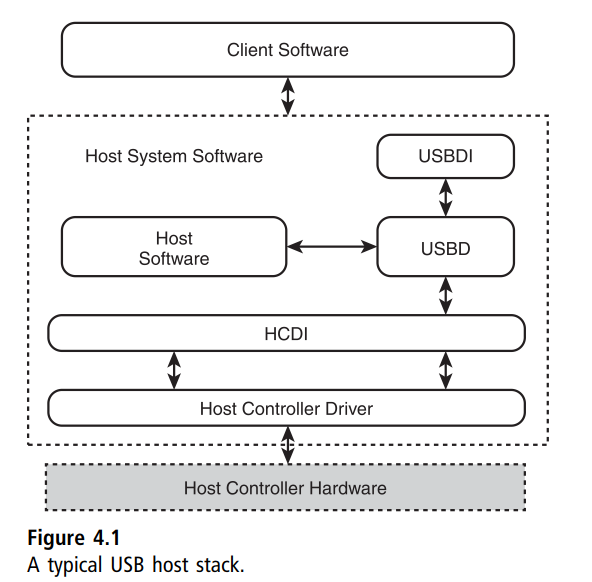 Client Software
Host System Software
USBDI
Host
Software
USBD
HCDI
Host Controller Driver
Host Controller Hardware
Figure 4.1
A typical USB host stack.